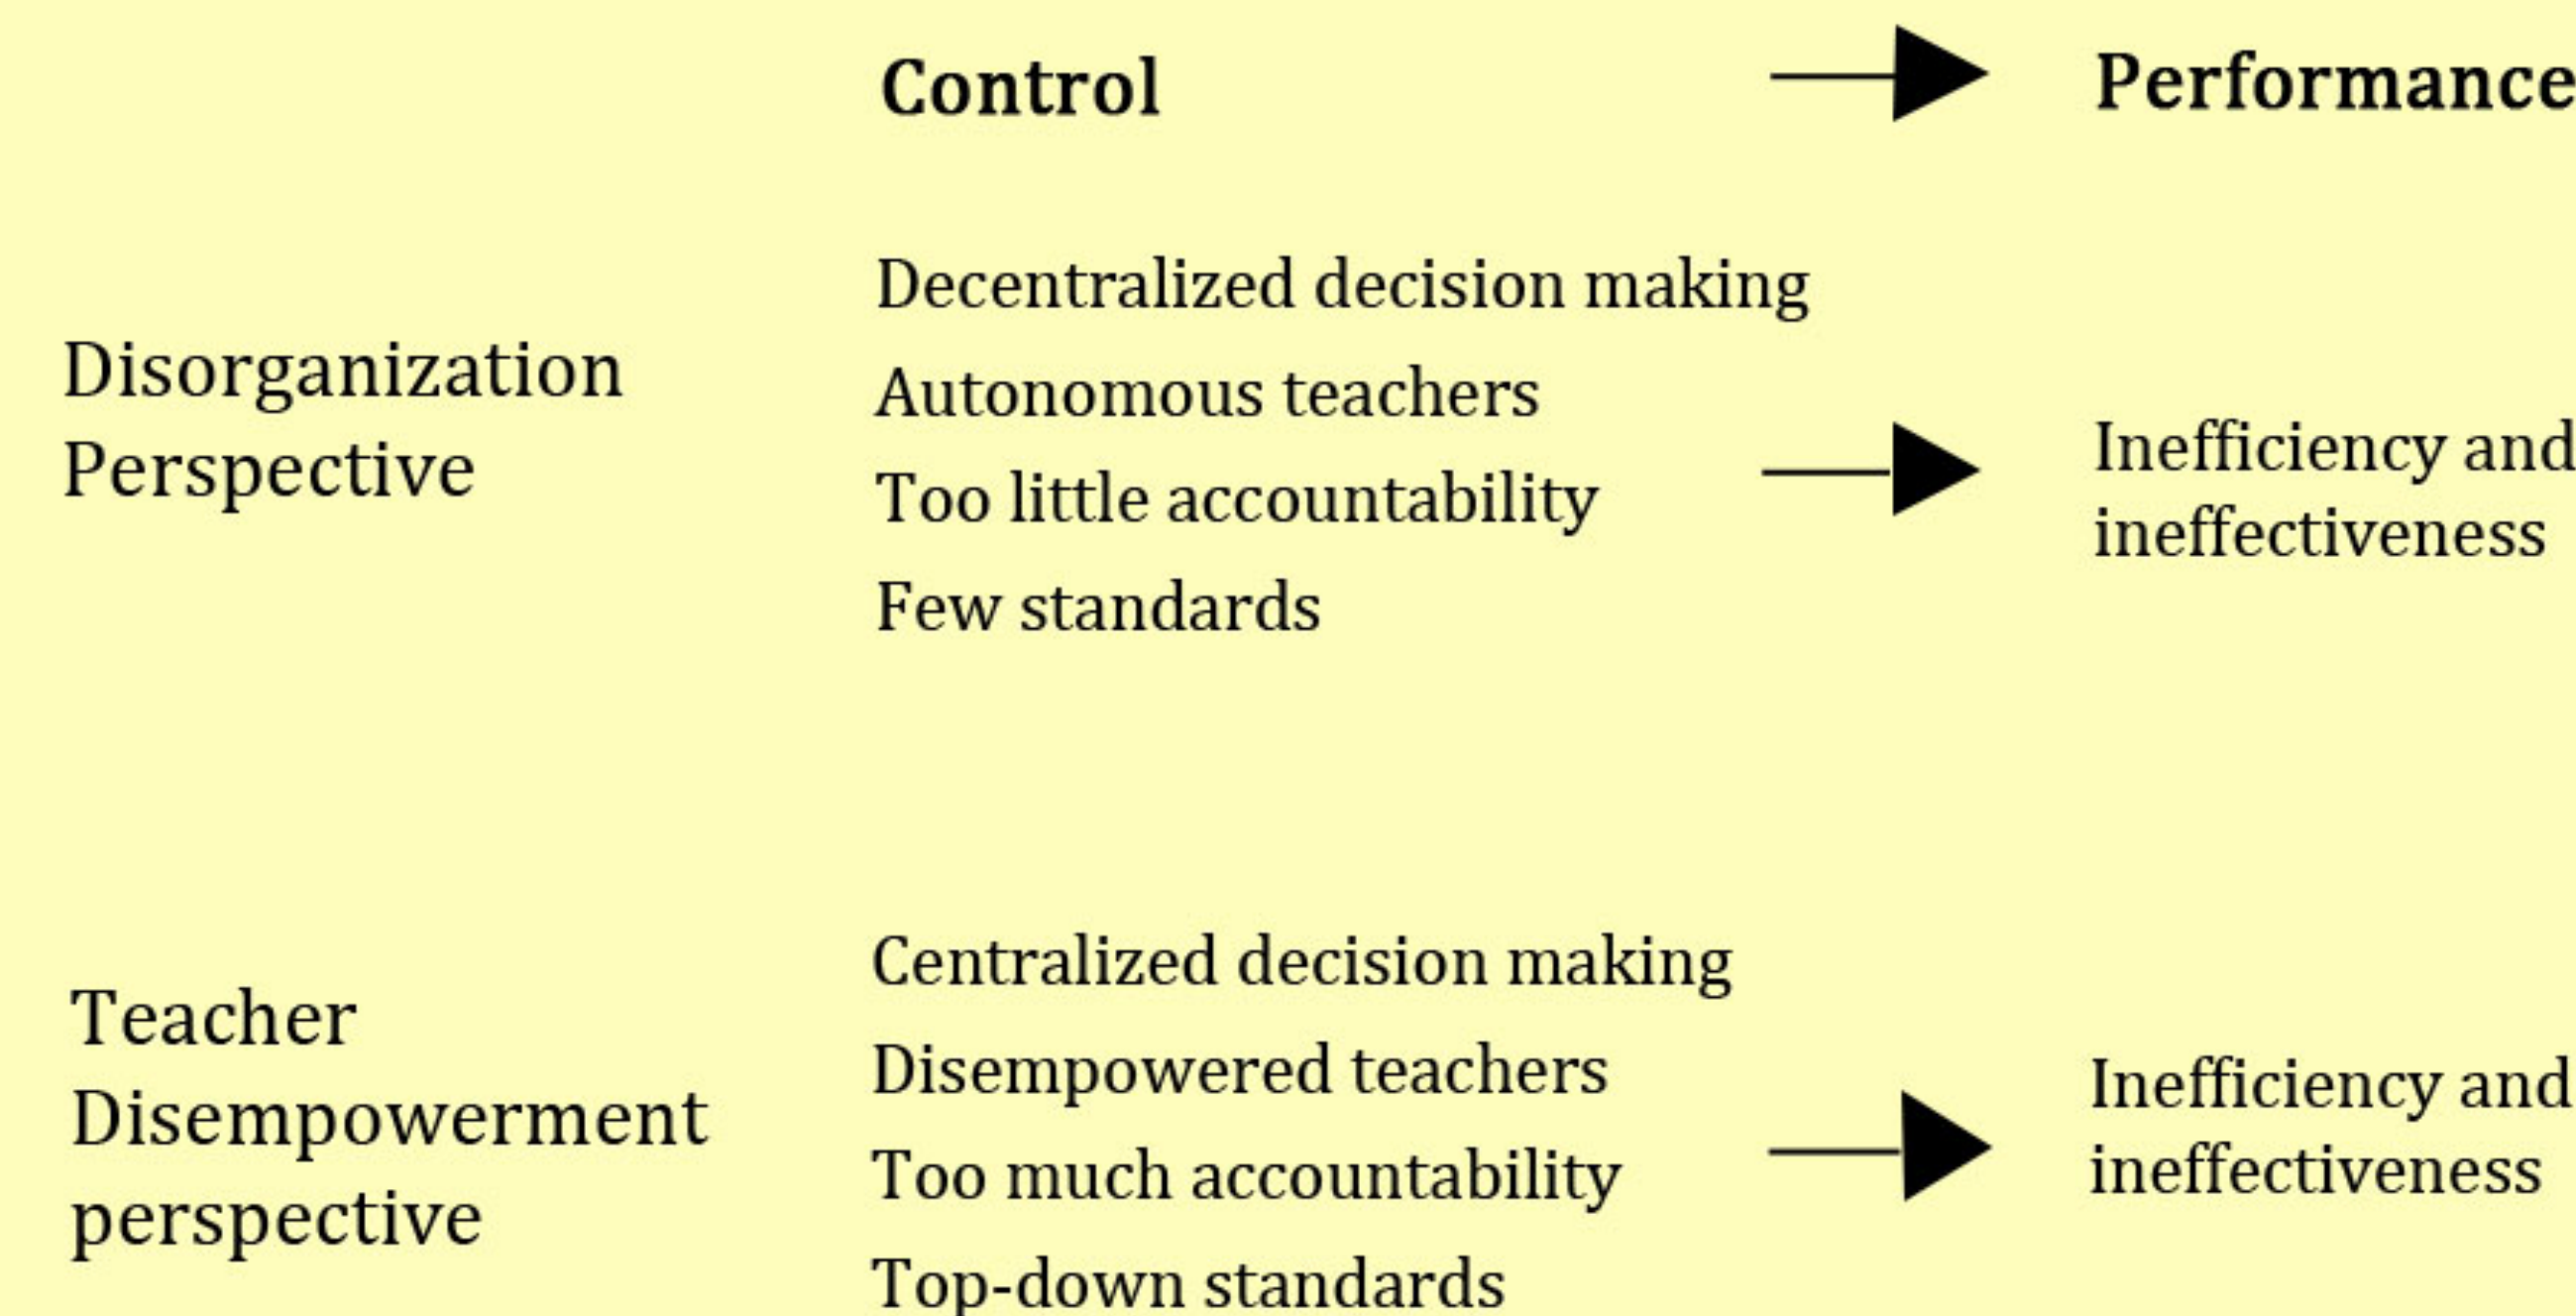 Control
Performance
Disorganization
Perspective
Decentralized decision making
Autonomous teachers
Too little accountability
Few standards
Inefficiency and
ineffectiveness
Teacher
Disempowerment
perspective
Centralized decision making
Disempowered teachers
Too much accountability
Top-down standards
Inefficiency and
ineffectiveness